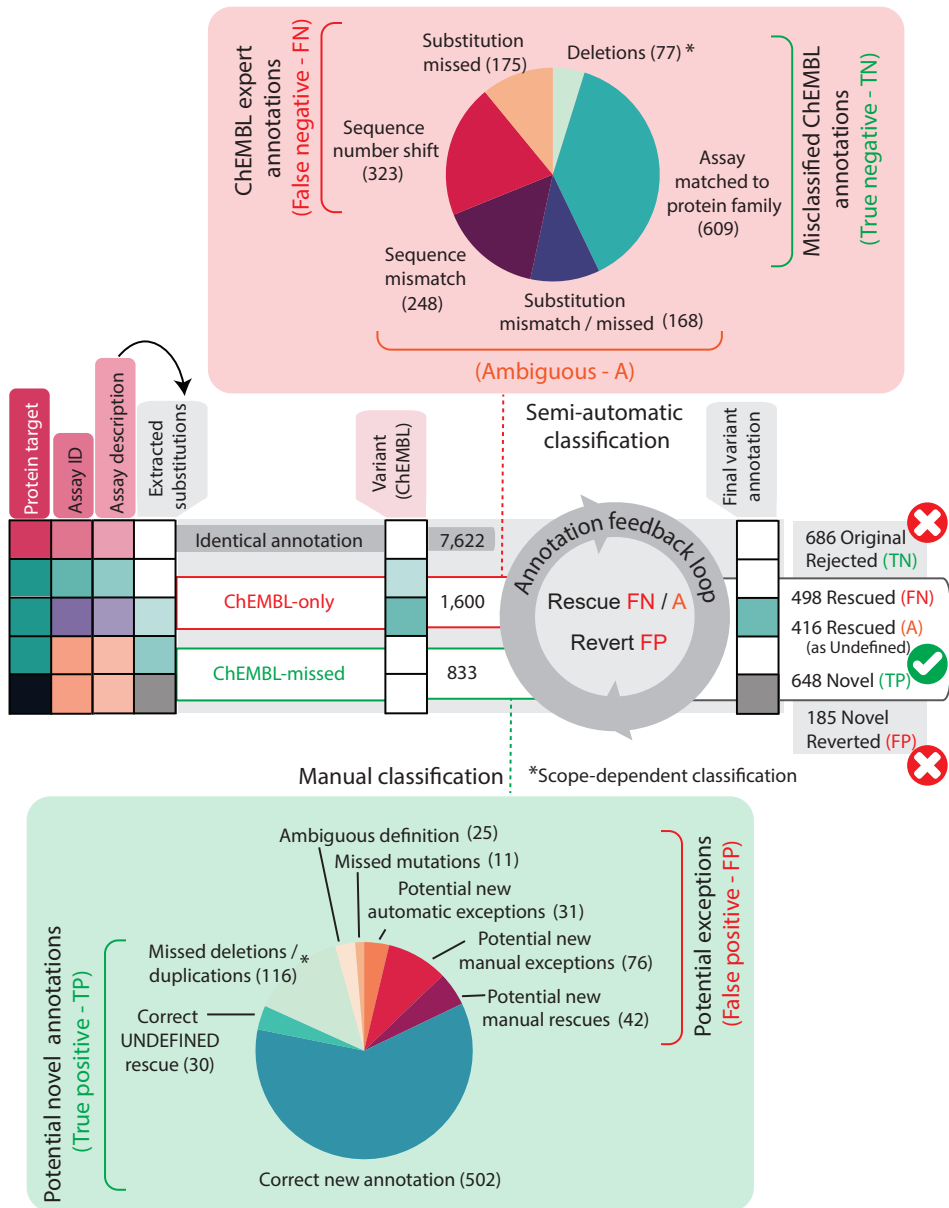 ChEMBL expert
annotations
(False negative - FN)
Substitution
missed (175)
Deletions (77) *
Sequence
number shift
(323)
Assay
matched to
protein family
(609)
Sequence
mismatch
(248)
Substitution
mismatch / missed (168)
Misclassified ChEMBL
annotations
(True negative - TN)
(Ambiguous - A)
Protein target
Assay ID
Assay description
Extracted
substitutions
Variant
(ChEMBL)
Semi-automatic
classification
Final variant
annotation
Identical annotation
7,622
ChEMBL-only
1,600
ChEMBL-missed
833
Annotation feedback loop
Rescue FN / A
Revert FP
686 Original
Rejected (TN)
498 Rescued (FN)
416 Rescued (A)
(as Undefined)
648 Novel (TP)
185 Novel
Reverted (FP)
Manual classification
*Scope-dependent classification
Potential novel annotations
(True positive - TP)
Ambiguous definition (25)
Missed mutations (11)
Potential new
automatic exceptions (31)
Potential new
manual exceptions (76)
Potential new
manual rescues (42)
Missed deletions / *
duplications (116)
Correct
UNDEFINED
rescue (30)
Correct new annotation (502)
Potential exceptions
(False positive - FP)